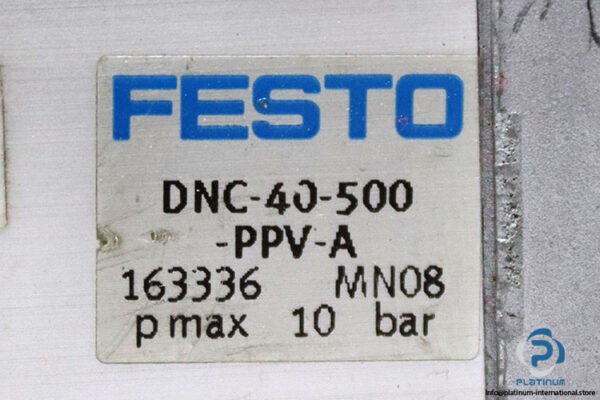 FESTO
DNC-40-500
-PPV-A
163336 MN08
p max 10 bar
PLATINUM
Info@platinum-international.store